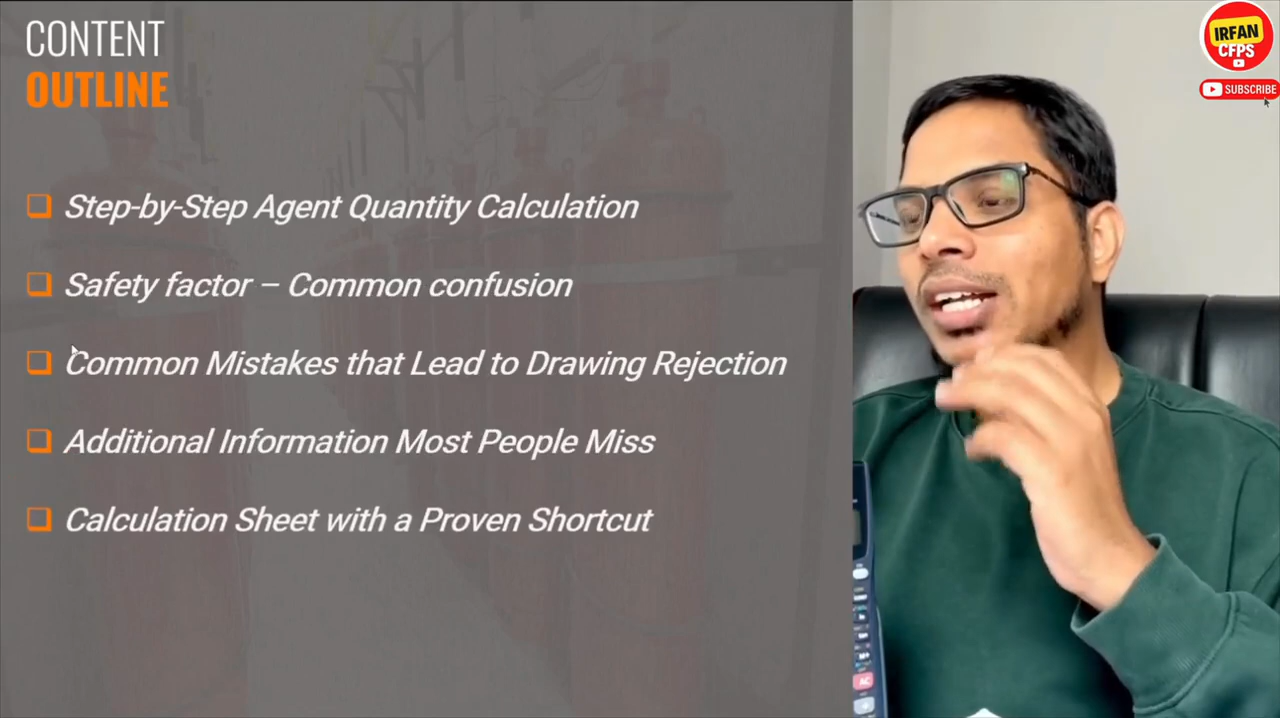 CONTENT
OUTLINE
Step-by-Step Agent Quantity Calculation
Safety factor – Common confusion
Common Mistakes that Lead to Drawing Rejection
Additional Information Most People Miss
Calculation Sheet with a Proven Shortcut
IRFAN
CFPS
SUBSCRIBE
AC